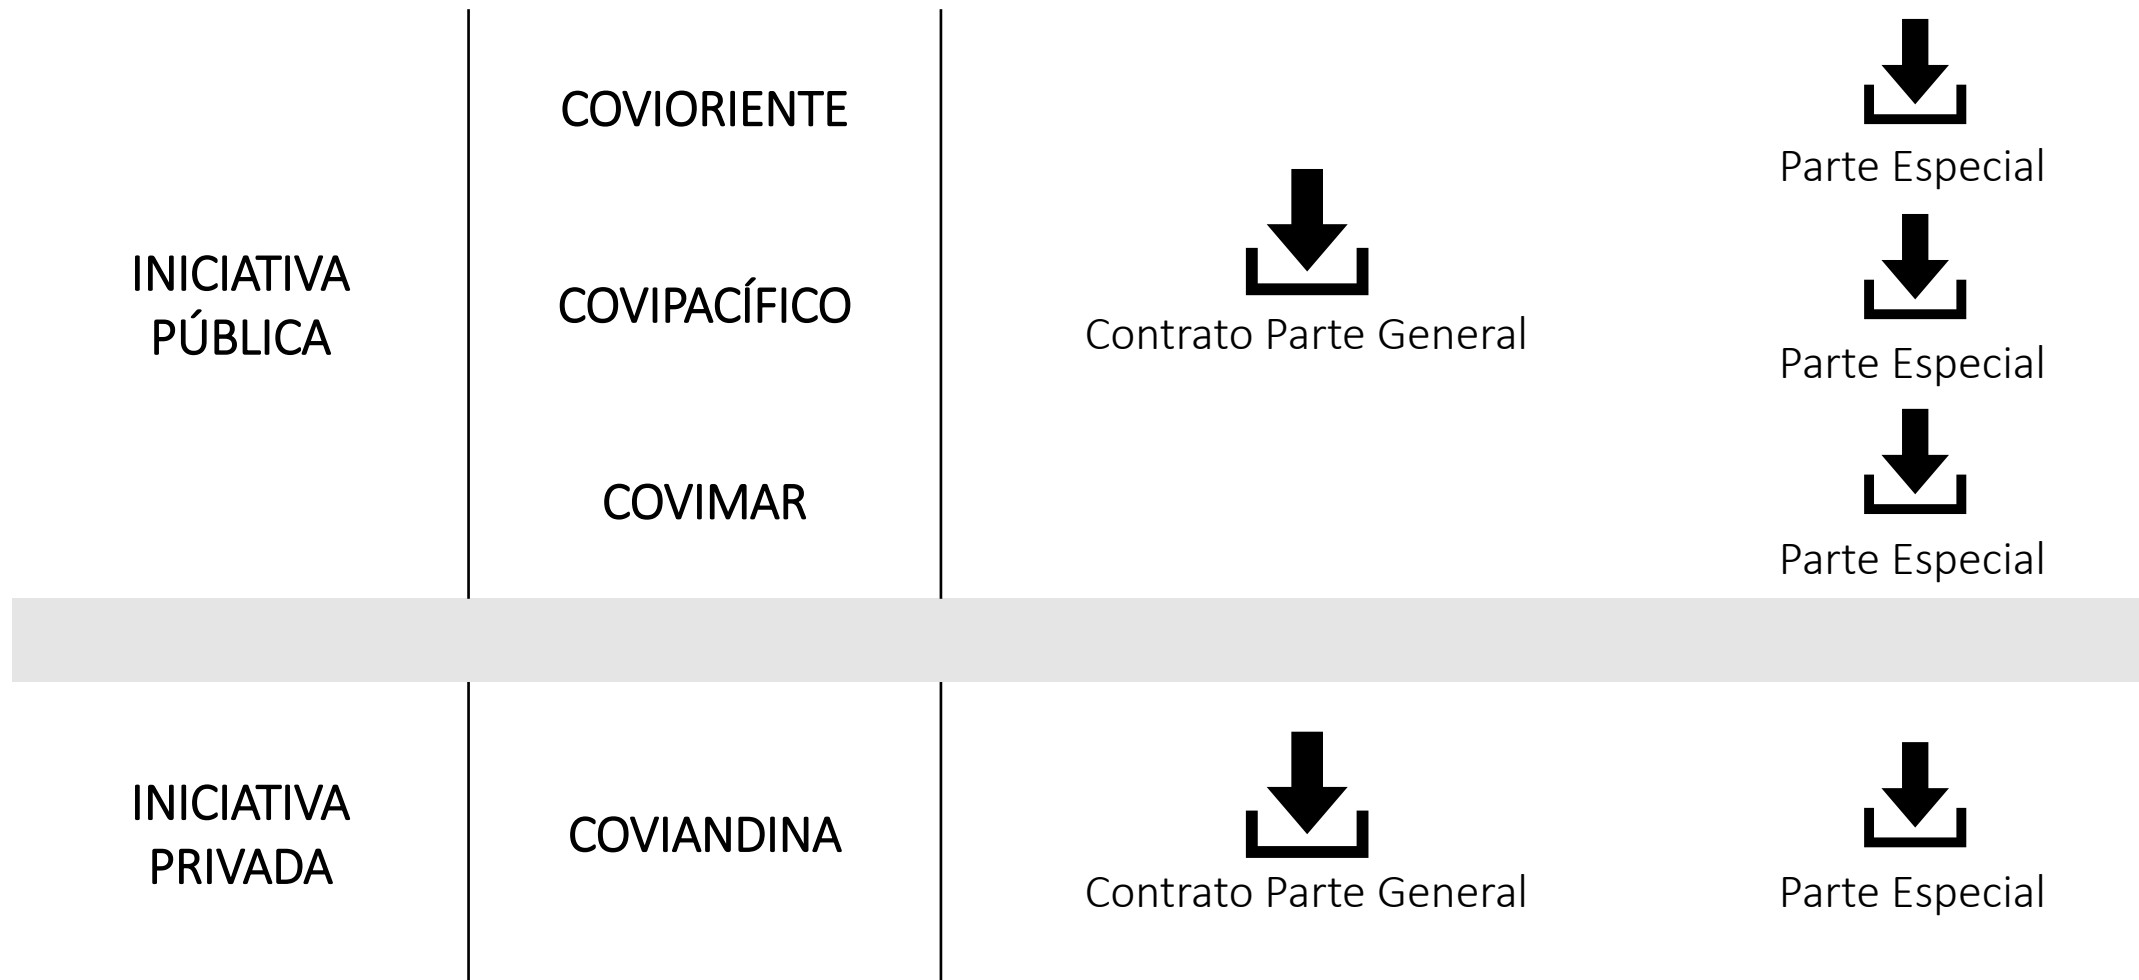 INICIATIVA
PÚBLICA
COVIORIENTE
COVIPACÍFICO
COVIMAR
Contrato Parte General
Parte Especial
Parte Especial
Parte Especial
INICIATIVA
PRIVADA
COVIANDINA
Contrato Parte General
Parte Especial